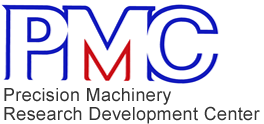 PMC
Precision Machinery
Research Development Center